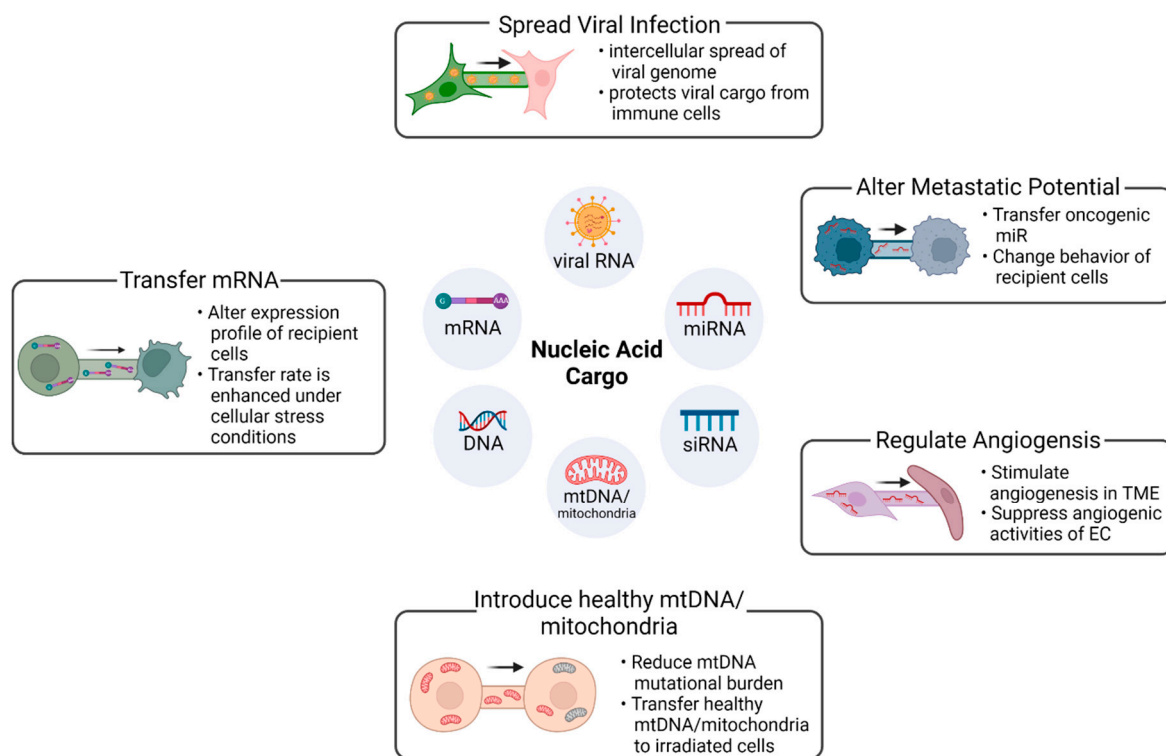 Spread Viral Infection
• intercellular spread of
viral genome
• protects viral cargo from
immune cells
Alter Metastatic Potential
• Transfer oncogenic
miR
• Change behavior of
recipient cells
Transfer mRNA
• Alter expression
profile of recipient
cells
• Transfer rate is
enhanced under
cellular stress
conditions
viral RNA
G
AAA
mRNA
miRNA
Nucleic Acid
Cargo
DNA
siRNA
mtDNA/
mitochondria
Regulate Angiogensis
• Stimulate
angiogenesis in TME
• Suppress angiogenic
activities of EC
Introduce healthy mtDNA/
mitochondria
• Reduce mtDNA
mutational burden
• Transfer healthy
mtDNA/mitochondria
to irradiated cells